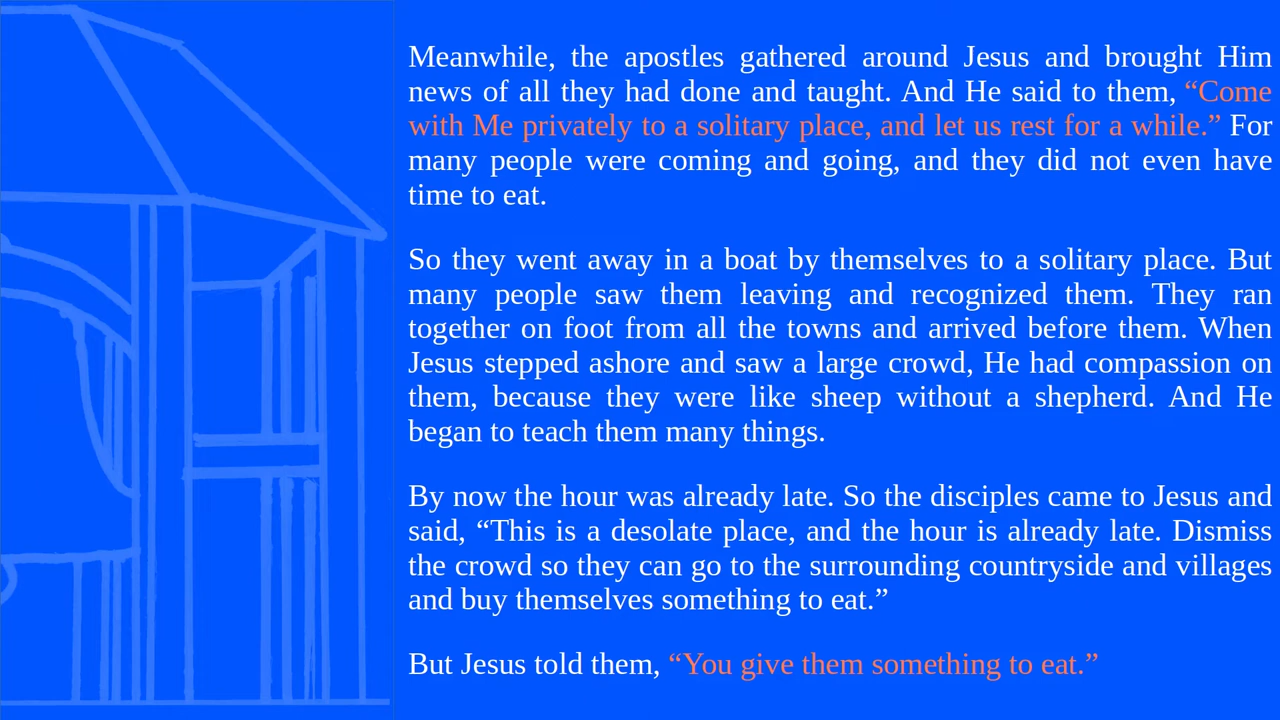 Meanwhile, the apostles gathered around Jesus and brought Him
news of all they had done and taught. And He said to them, “Come
with Me privately to a solitary place, and let us rest for a while.” For
many people were coming and going, and they did not even have
time to eat.
So they went away in a boat by themselves to a solitary place. But
many people saw them leaving and recognized them. They ran
together on foot from all the towns and arrived before them. When
Jesus stepped ashore and saw a large crowd, He had compassion on
them, because they were like sheep without a shepherd. And He
began to teach them many things.
By now the hour was already late. So the disciples came to Jesus and
said, “This is a desolate place, and the hour is already late. Dismiss
the crowd so they can go to the surrounding countryside and villages
and buy themselves something to eat.”
But Jesus told them, “You give them something to eat.”